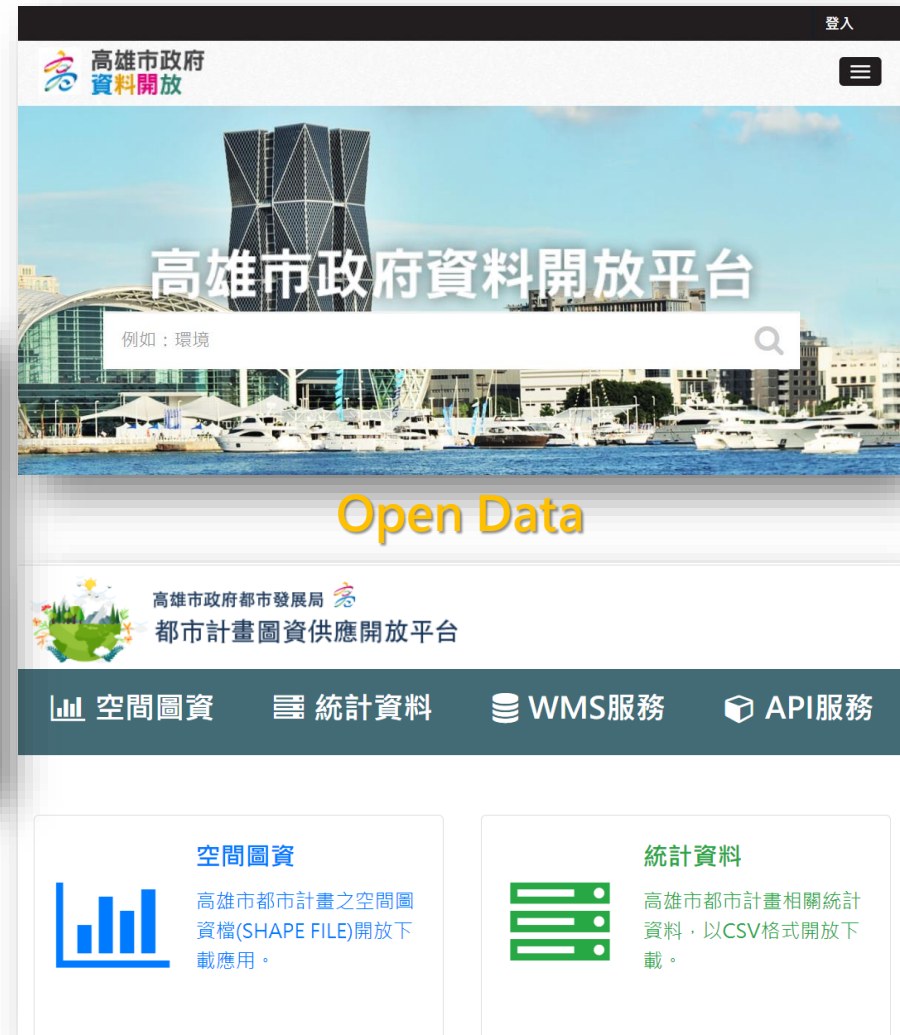 登入
高雄市政府
資料開放
高雄市政府資料開放平台
例如：環境
Open Data
高雄市政府都市發展局
都市計畫圖資供應開放平台
空間圖資 統計資料 WMS服務 API服務
空間圖資
高雄市都市計畫之空間圖
資檔(SHAPE FILE)開放下
載應用。
統計資料
高雄市都市計畫相關統計
資料，以CSV格式開放下
載。